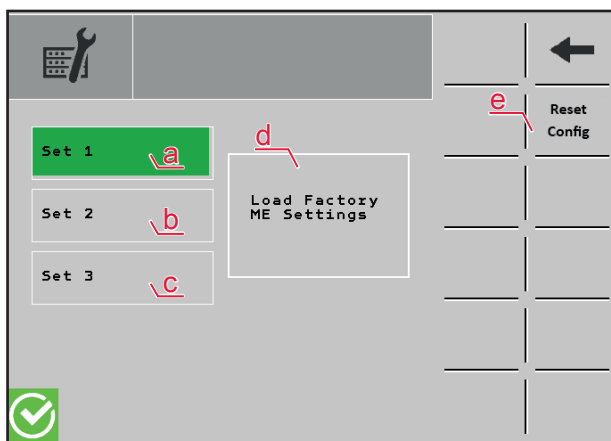 e
Reset
Config
d
Set 1
a
Load Factory
ME Settings
Set 2
b
Set 3
c